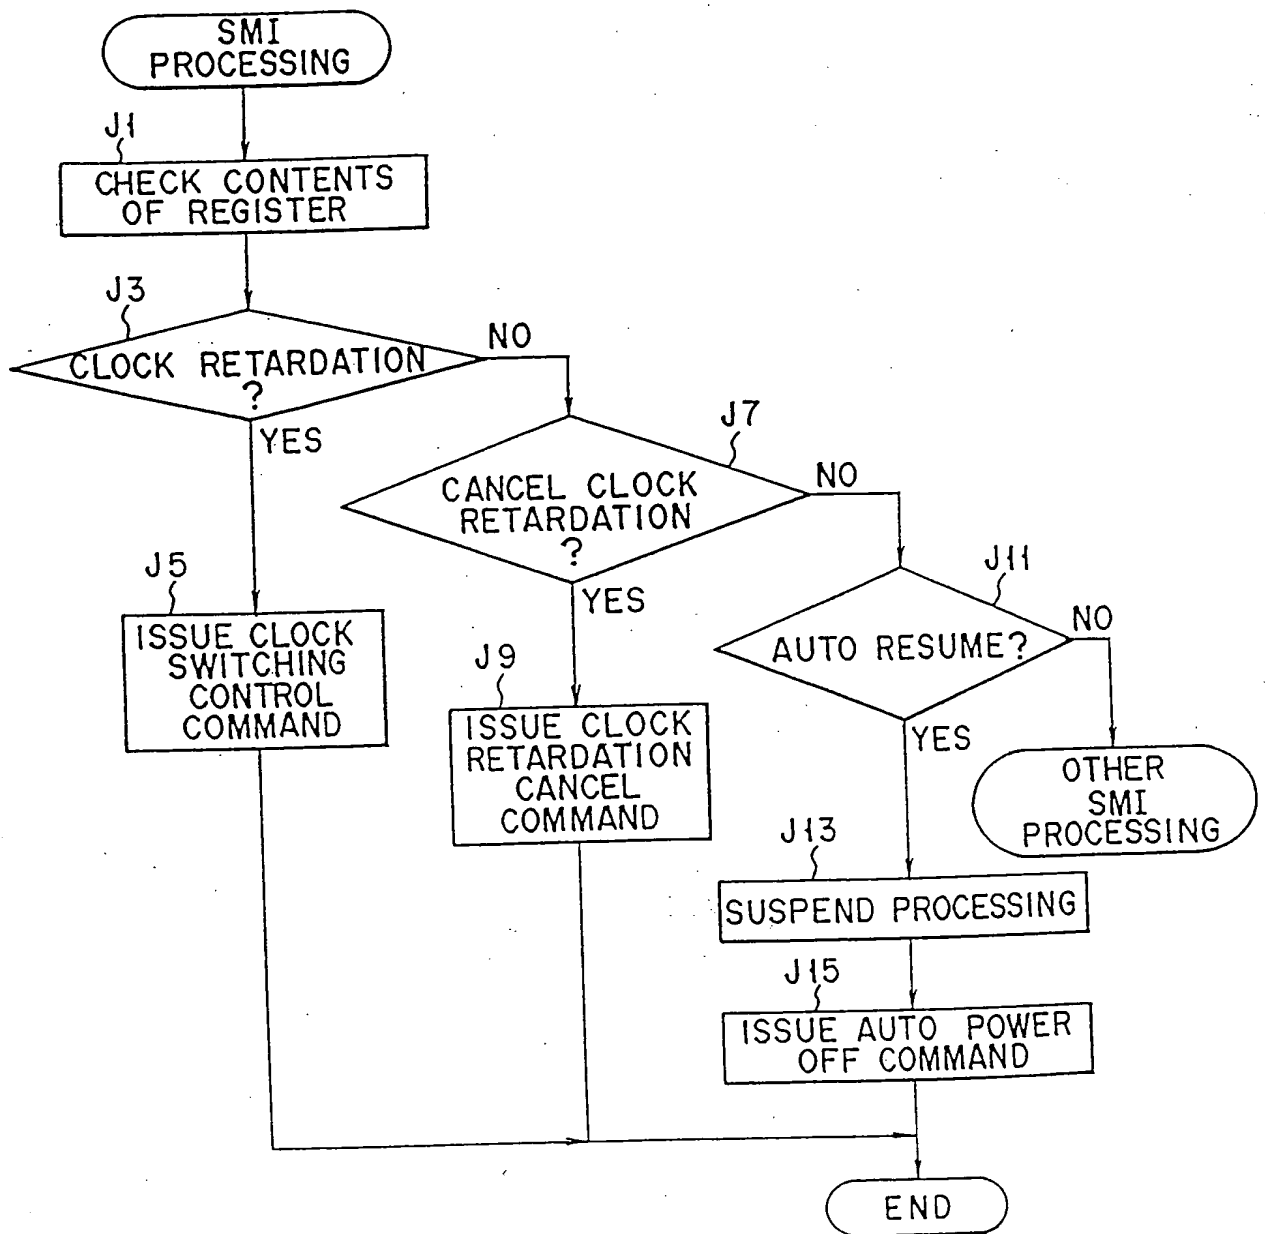 SMI
PROCESSING
J1
CHECK CONTENTS
OF REGISTER
J3
CLOCK RETARDATION
?
NO
YES
J7
CANCEL CLOCK
RETARDATION
?
NO
YES
J5
ISSUE CLOCK
SWITCHING
CONTROL
COMMAND
J9
ISSUE CLOCK
RETARDATION
CANCEL
COMMAND
J11
AUTO RESUME?
NO
YES
OTHER
SMI
PROCESSING
J13
SUSPEND PROCESSING
J15
ISSUE AUTO POWER
OFF COMMAND
END